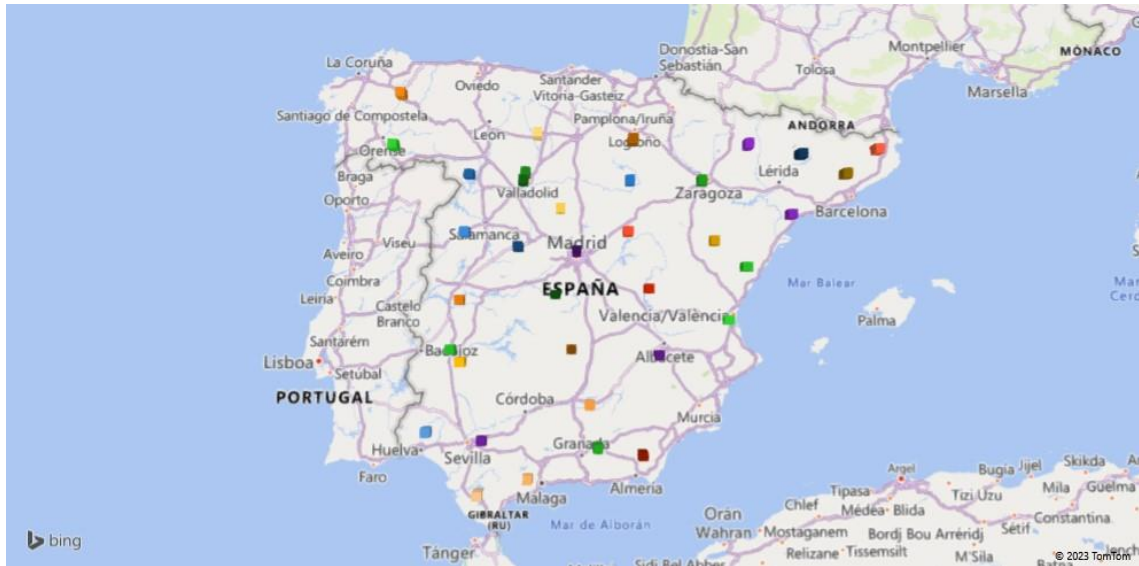 Donostia-San
Sebastián
Montpellier
MÓNACO
La Coruña
Oviedo
Santander
Vitoria-Gasteiz
Tolosa
Marsella
Santiago de Compostela
León
Pamplona/Iruña
Logroño
ANDORRA
Orense
Braga
Valladolid
Zaragoza
Lérida
Oporto
Barcelona
Viseu
Salamanca
Madrid
Aveiro
Coimbra
ESPAÑA
Mar Balear
Leiria
Castelo
Branco
Valencia/València
Palma
Santarém
Lisboa
Badajoz
Albacete
Setúbal
PORTUGAL
Córdoba
Murcia
Huelva
Sevilla
Granada
Faro
Málaga
Almería
Argel
Bugia
Jijel
Skikda
Tipasa
Tizi Uzu
Mila
Guelma
Chlef
Médéa
Blida
Constantina
GIBRALTAR
(RU)
Mar de Alborán
Orán
Wahran
Mostaganem
Bordj Bou Arréridj
Sétif
Tánger
Relizane
Tissemsilt
M'Sila
Sidi Bel Abbes
bing
© 2023 TomTom